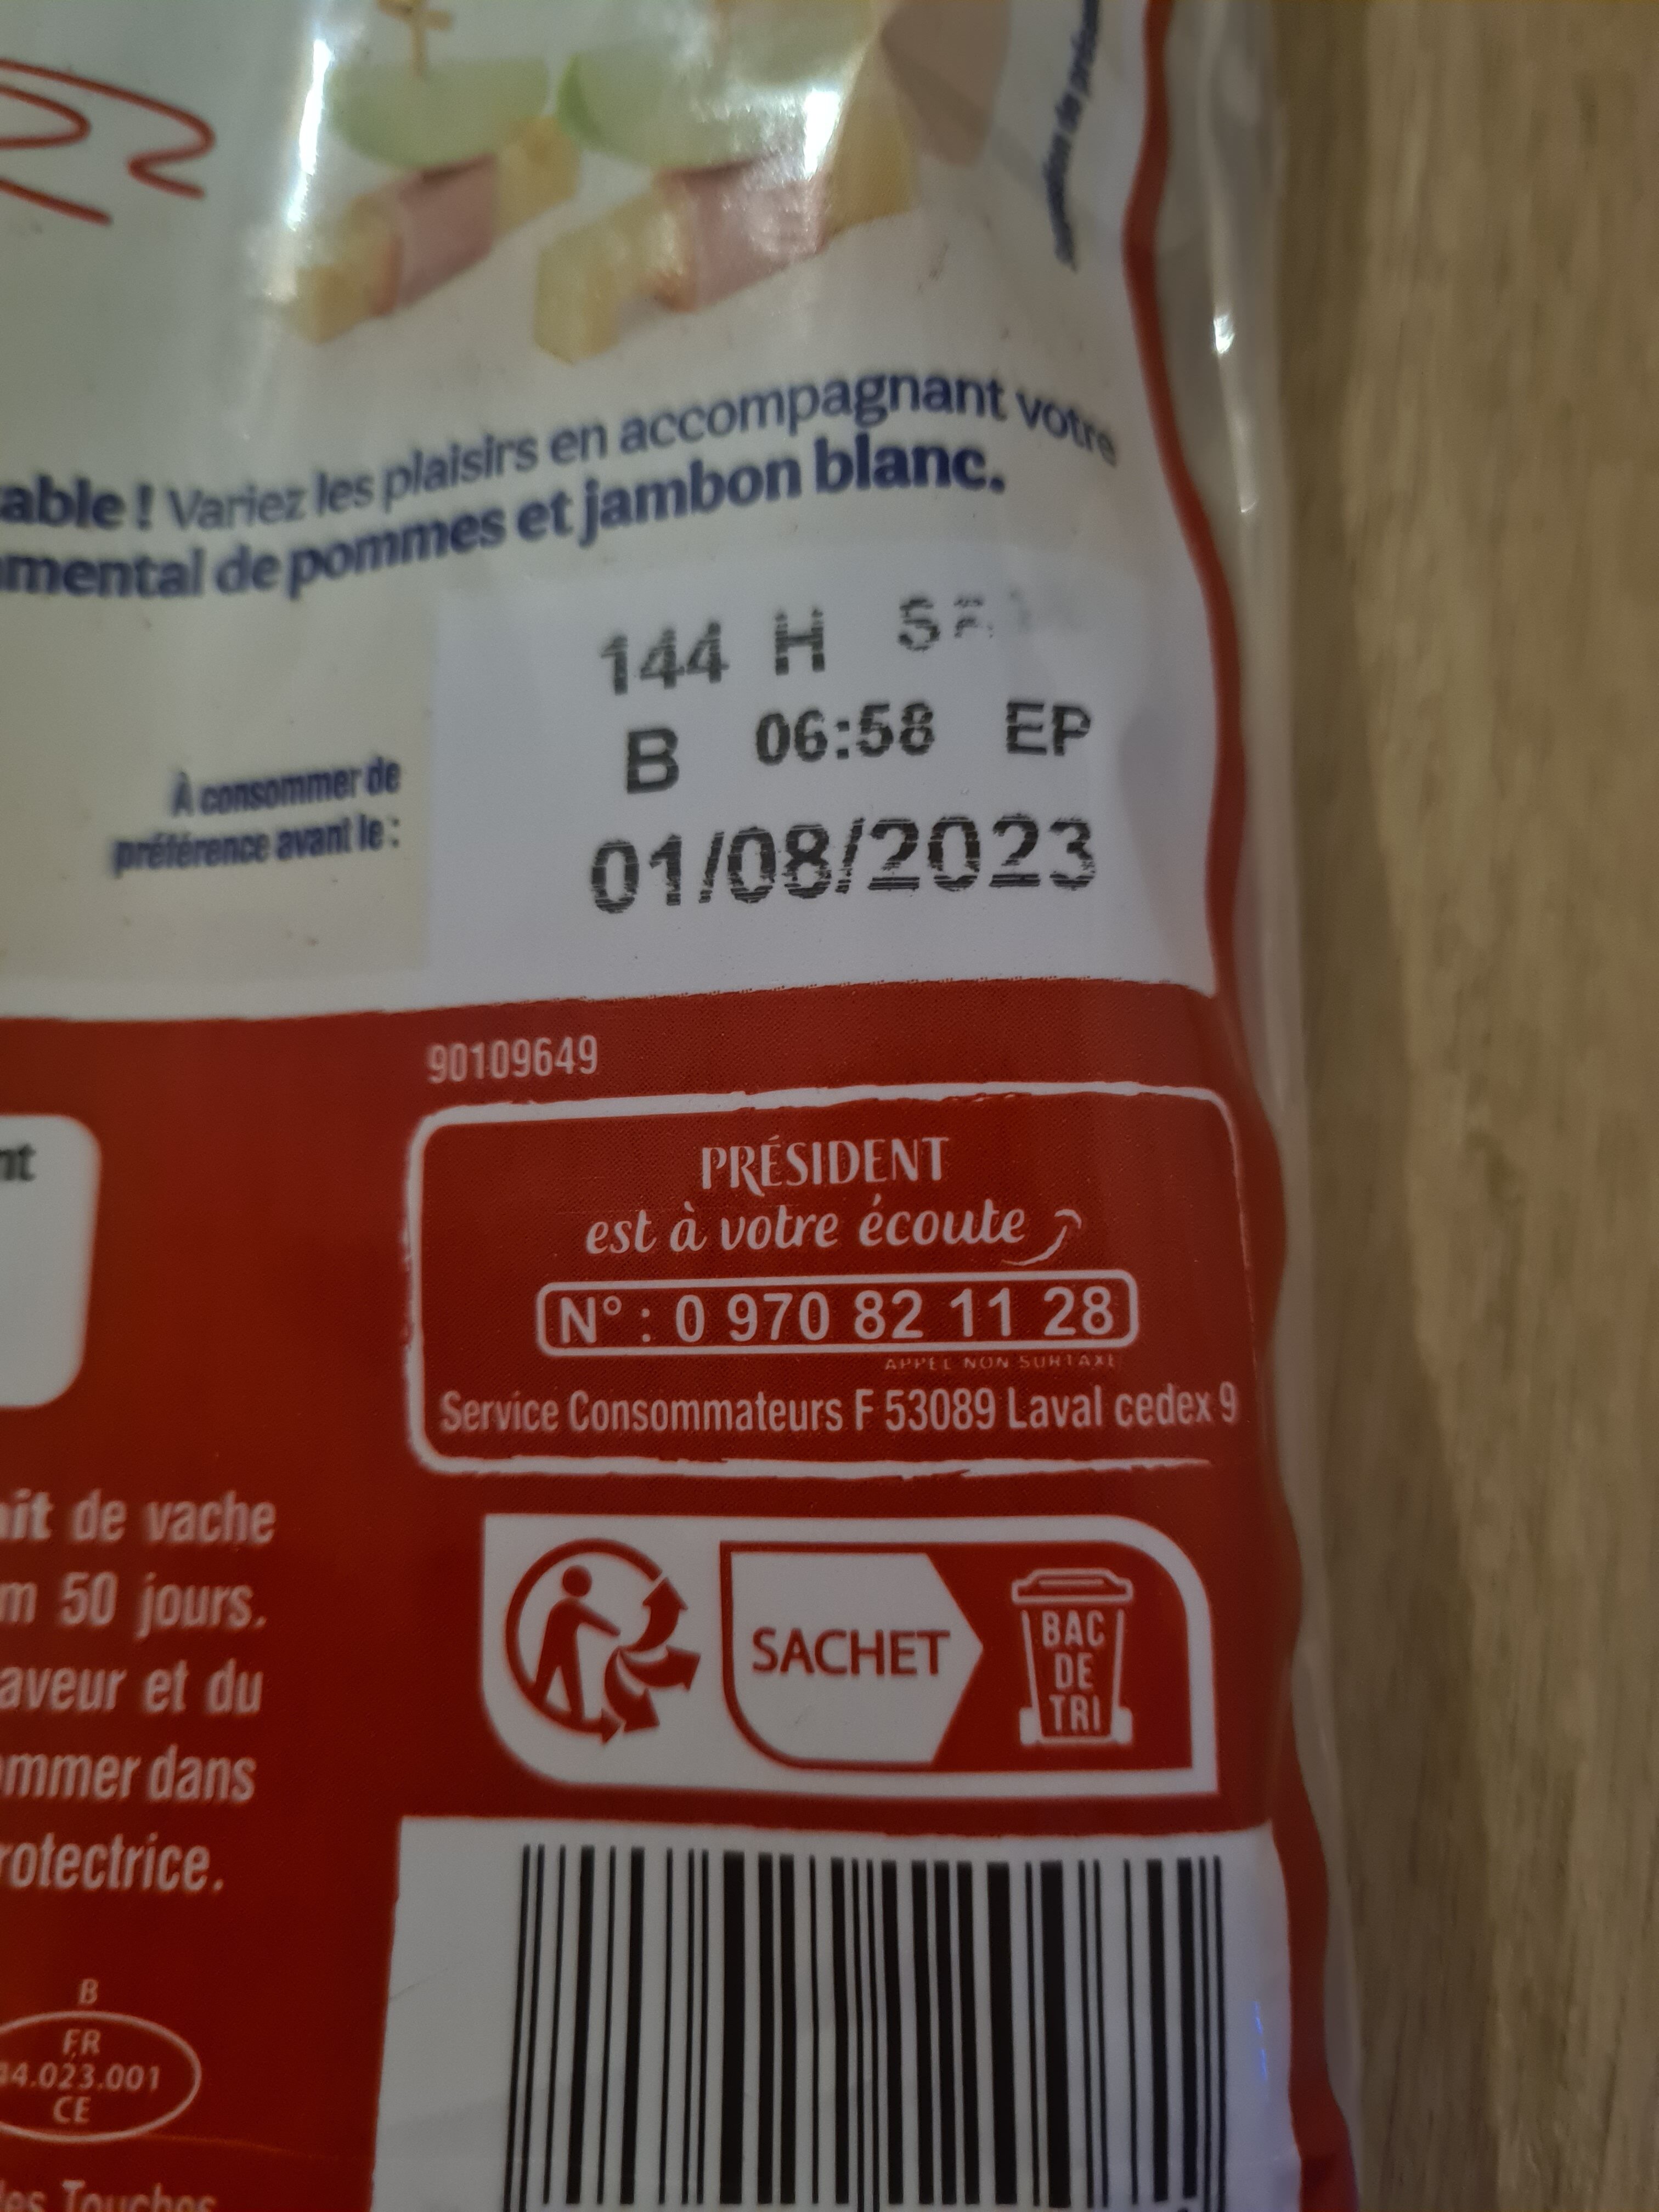 able ! Variez les plaisirs en accompagnant votre
mental de pommes et jambon blanc.
144 H
B 06:58 EP
À consommer de
préférence avant le :
01/08/2023
90109649
nt
PRÉSIDENT
est à votre écoute
N° : 0 970 82 11 28
APPEL NON SURTAXÉ
Service Consommateurs F 53089 Laval cedex 9
ait de vache
m 50 jours.
aveur et du
ommer dans
rotectrice.
SACHET
BAC
DE
TRI
B
FR
44.023.001
CE
les Touches